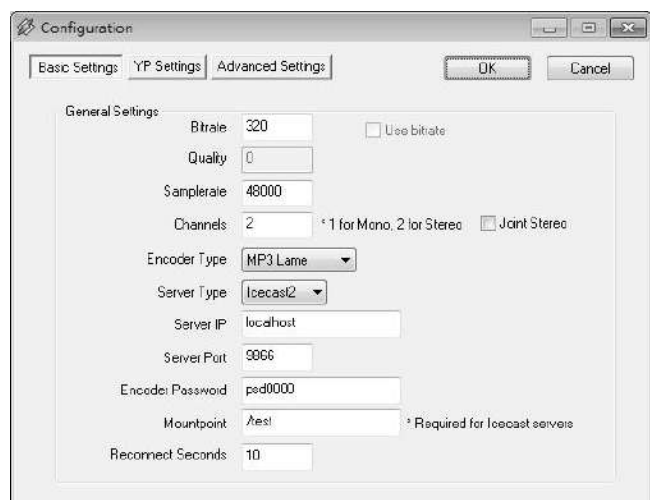 Configuration
Basic Settings YP Settings Advanced Settings OK Cancel
General Settings
Bitrate 320 Use bitrate
Quality 0
Samplerate 48000
Channels 2 * 1 for Mono, 2 for Stereo Joint Stereo
Encoder Type MP3 Lame
Server Type Icecast2
Server IP localhost
Server Port 9866
Encoder Password psd0000
Mountpoint /test * Required for Icecast servers
Reconnect Seconds 10